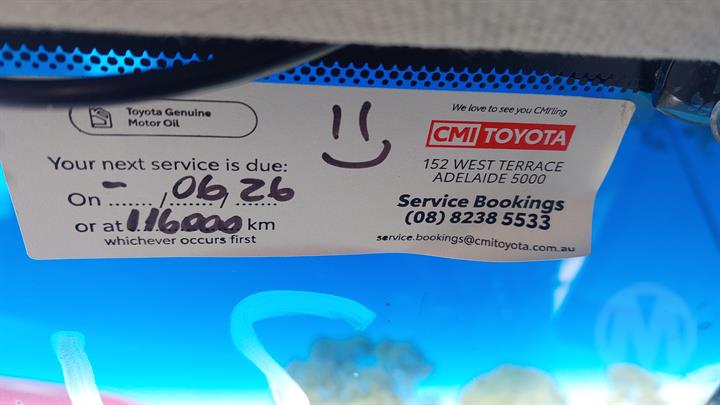 Toyota Genuine
Motor Oil
Your next service is due:
On - / 06 / 26
or at 116000 km
whichever occurs first
We love to see you CMI'ling
CMI TOYOTA
152 WEST TERRACE
ADELAIDE 5000
Service Bookings
(08) 8238 5533
service.bookings@cmitoyota.com.au
M